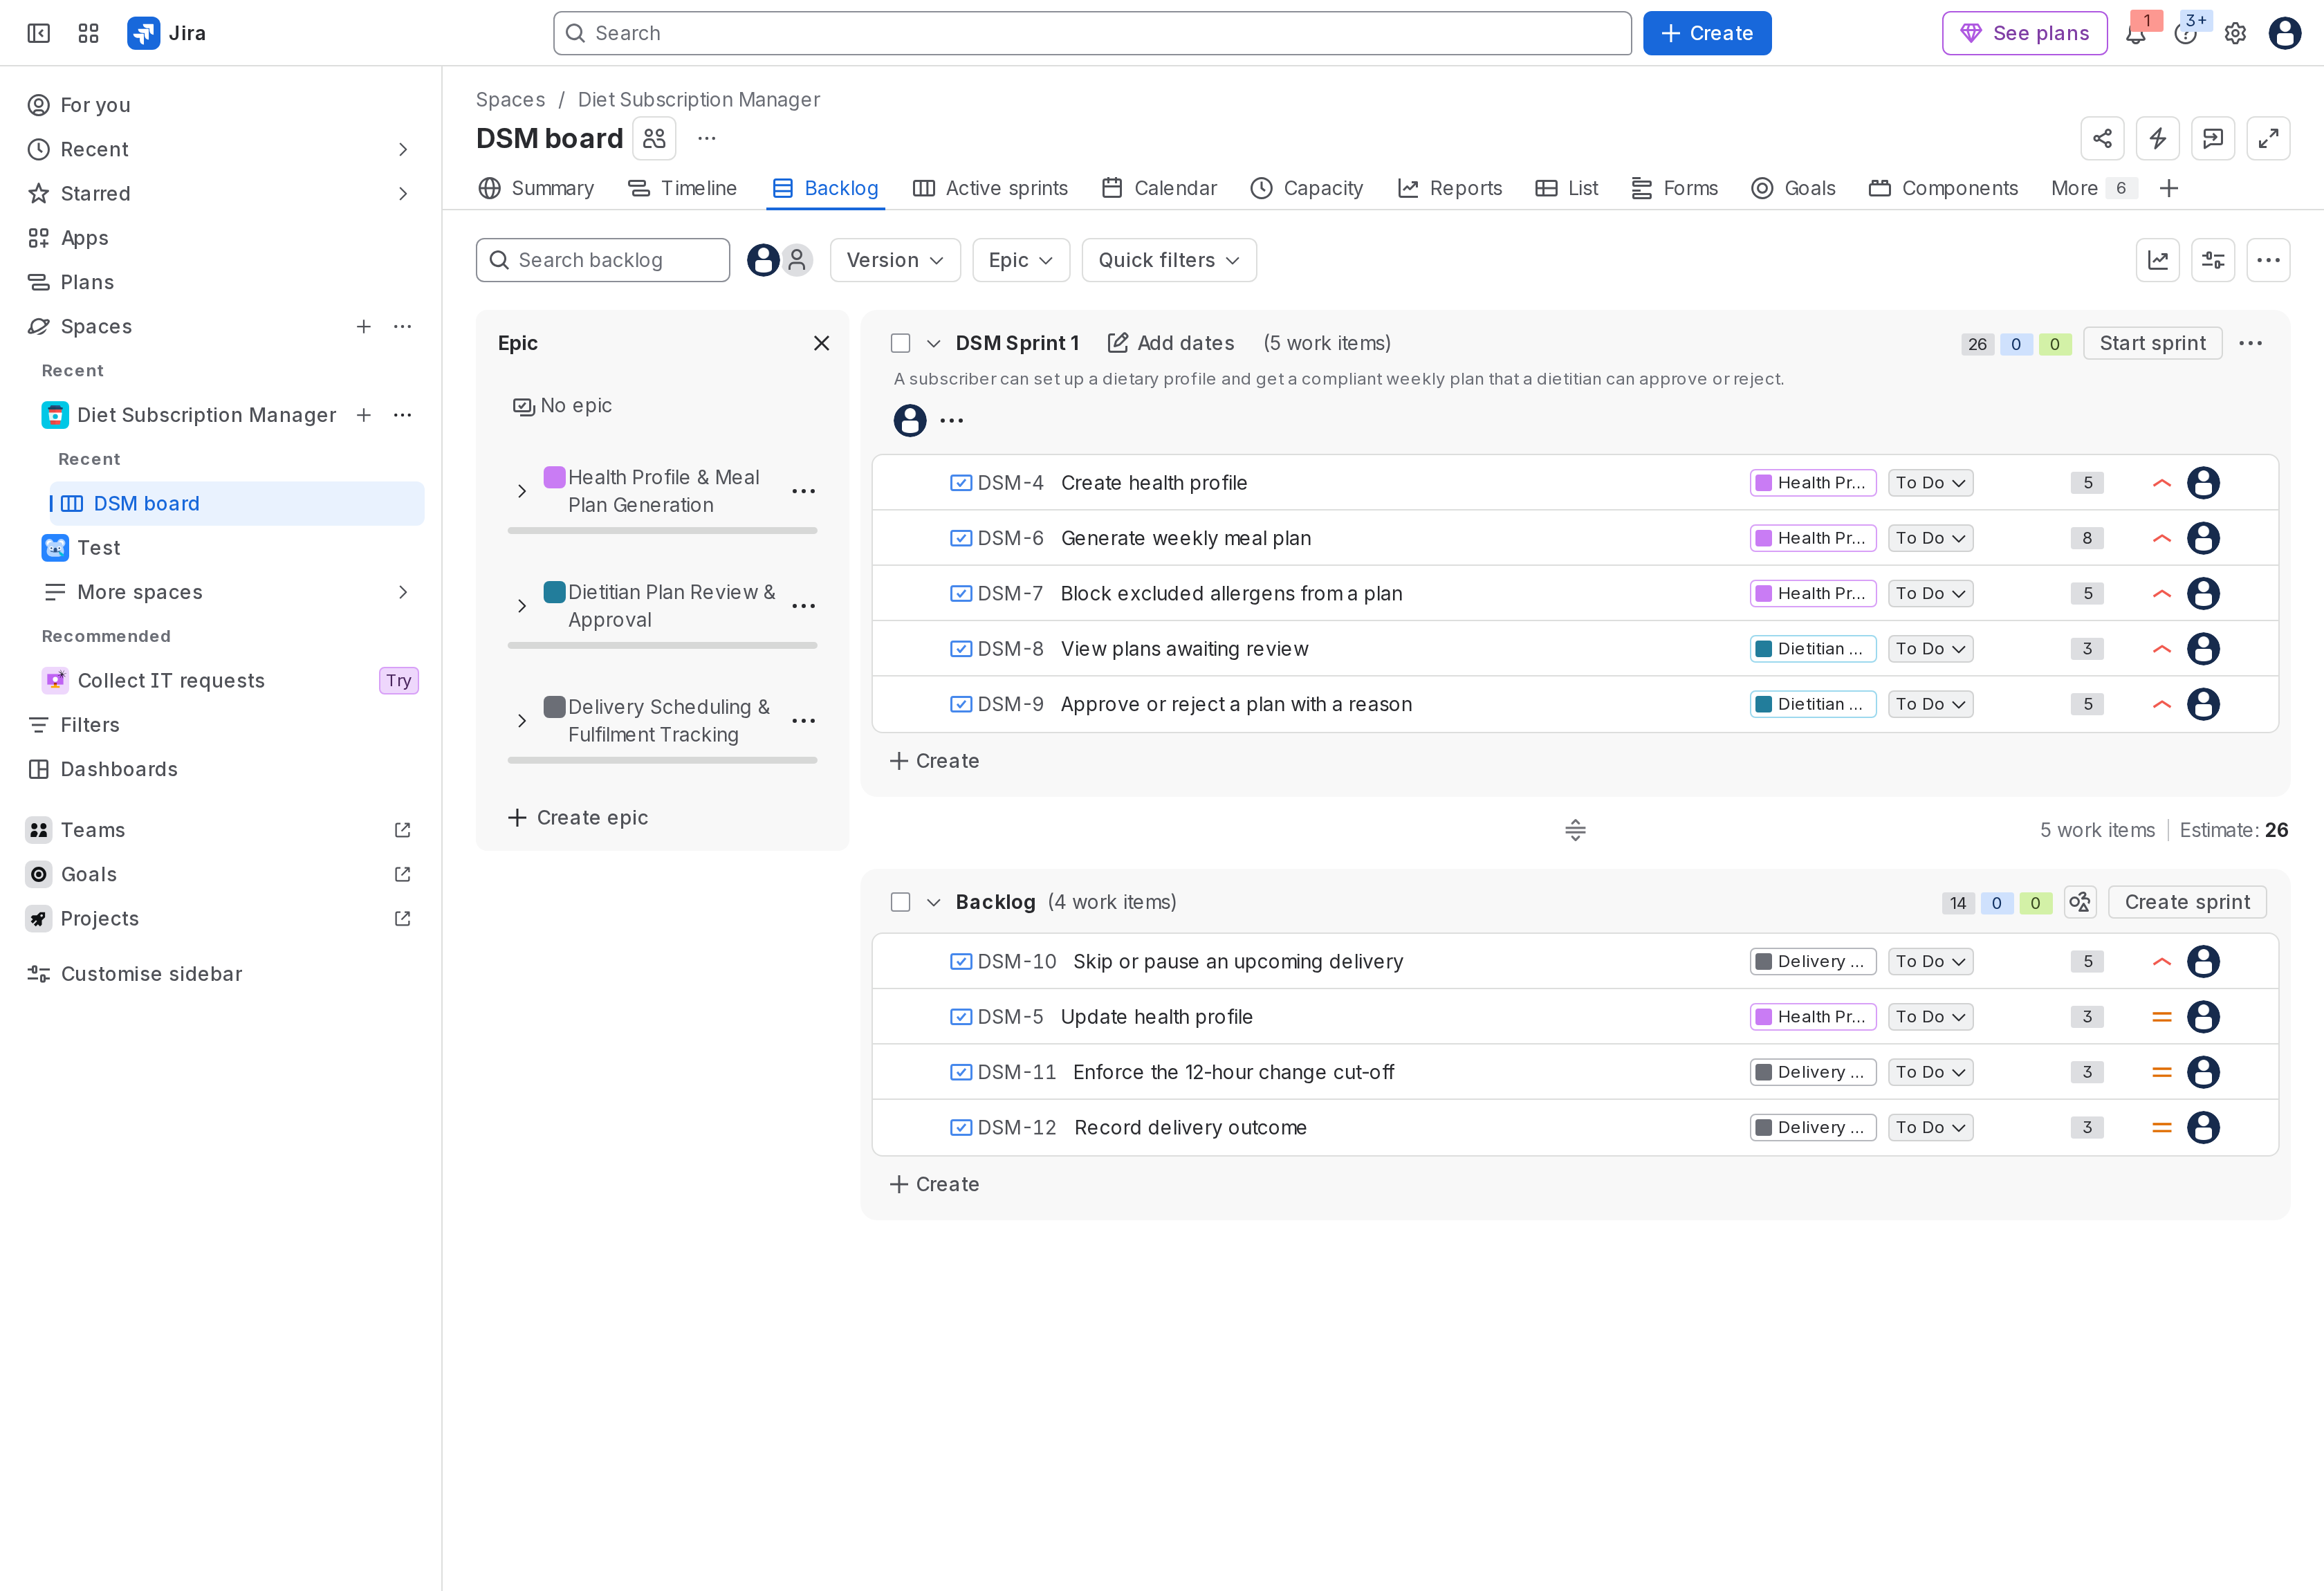 Jira
Search
Create
See plans
1
3+
For you
Recent
Starred
Apps
Plans
Spaces
Recent
Diet Subscription Manager
Recent
DSM board
Test
More spaces
Recommended
Collect IT requests
Try
Filters
Dashboards
Teams
Goals
Projects
Customise sidebar
Spaces / Diet Subscription Manager
DSM board
Summary
Timeline
Backlog
Active sprints
Calendar
Capacity
Reports
List
Forms
Goals
Components
More 6
Search backlog
Version
Epic
Quick filters
Epic
No epic
Health Profile & Meal
Plan Generation
Dietitian Plan Review &
Approval
Delivery Scheduling &
Fulfilment Tracking
Create epic
DSM Sprint 1 Add dates (5 work items) 26 0 0 Start sprint
A subscriber can set up a dietary profile and get a compliant weekly plan that a dietitian can approve or reject.
DSM-4 Create health profile Health Pr... To Do 5
DSM-6 Generate weekly meal plan Health Pr... To Do 8
DSM-7 Block excluded allergens from a plan Health Pr... To Do 5
DSM-8 View plans awaiting review Dietitian ... To Do 3
DSM-9 Approve or reject a plan with a reason Dietitian ... To Do 5
Create
5 work items Estimate: 26
Backlog (4 work items) 14 0 0 Create sprint
DSM-10 Skip or pause an upcoming delivery Delivery ... To Do 5
DSM-5 Update health profile Health Pr... To Do 3
DSM-11 Enforce the 12-hour change cut-off Delivery ... To Do 3
DSM-12 Record delivery outcome Delivery ... To Do 3
Create